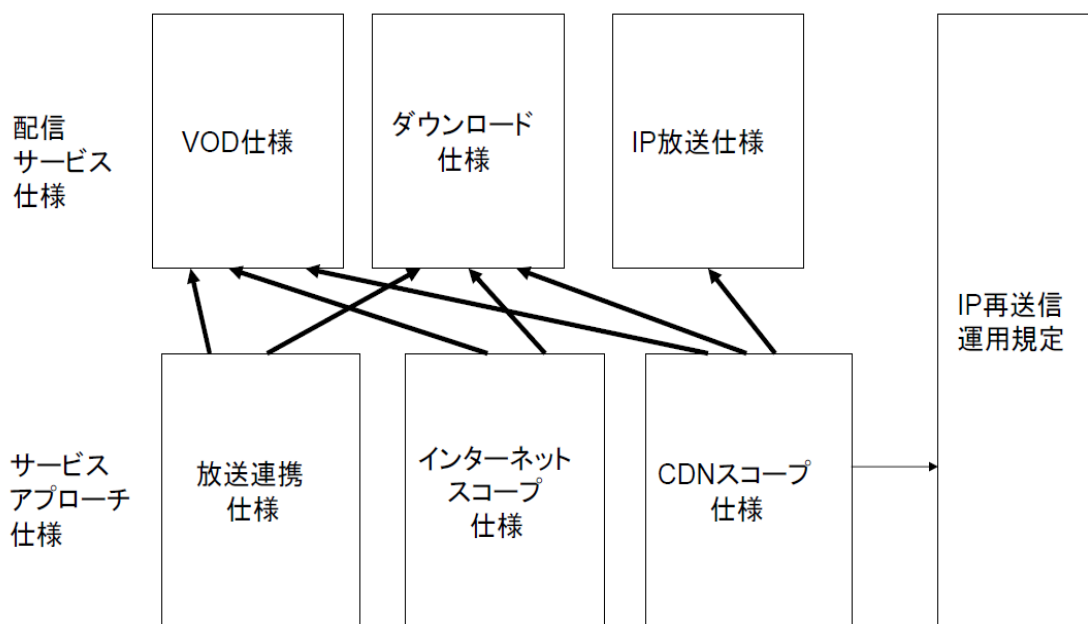 配信
サービス
仕様
VOD仕様
ダウンロード
仕様
IP放送仕様
IP再送信
運用規定
サービス
アプローチ
仕様
放送連携
仕様
インターネット
スコープ
仕様
CDNスコープ
仕様